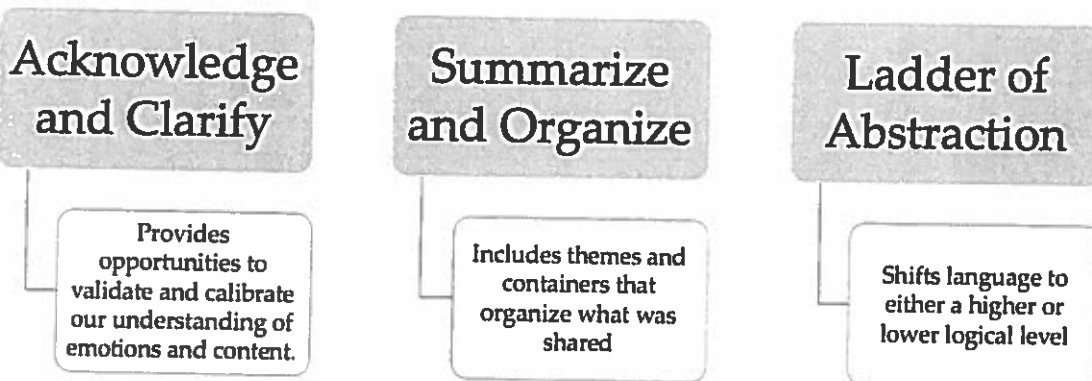 Acknowledge
and Clarify
Provides
opportunities to
validate and calibrate
our understanding of
emotions and content.
Summarize
and Organize
Includes themes and
containers that
organize what was
shared
Ladder of
Abstraction
Shifts language to
either a higher or
lower logical level